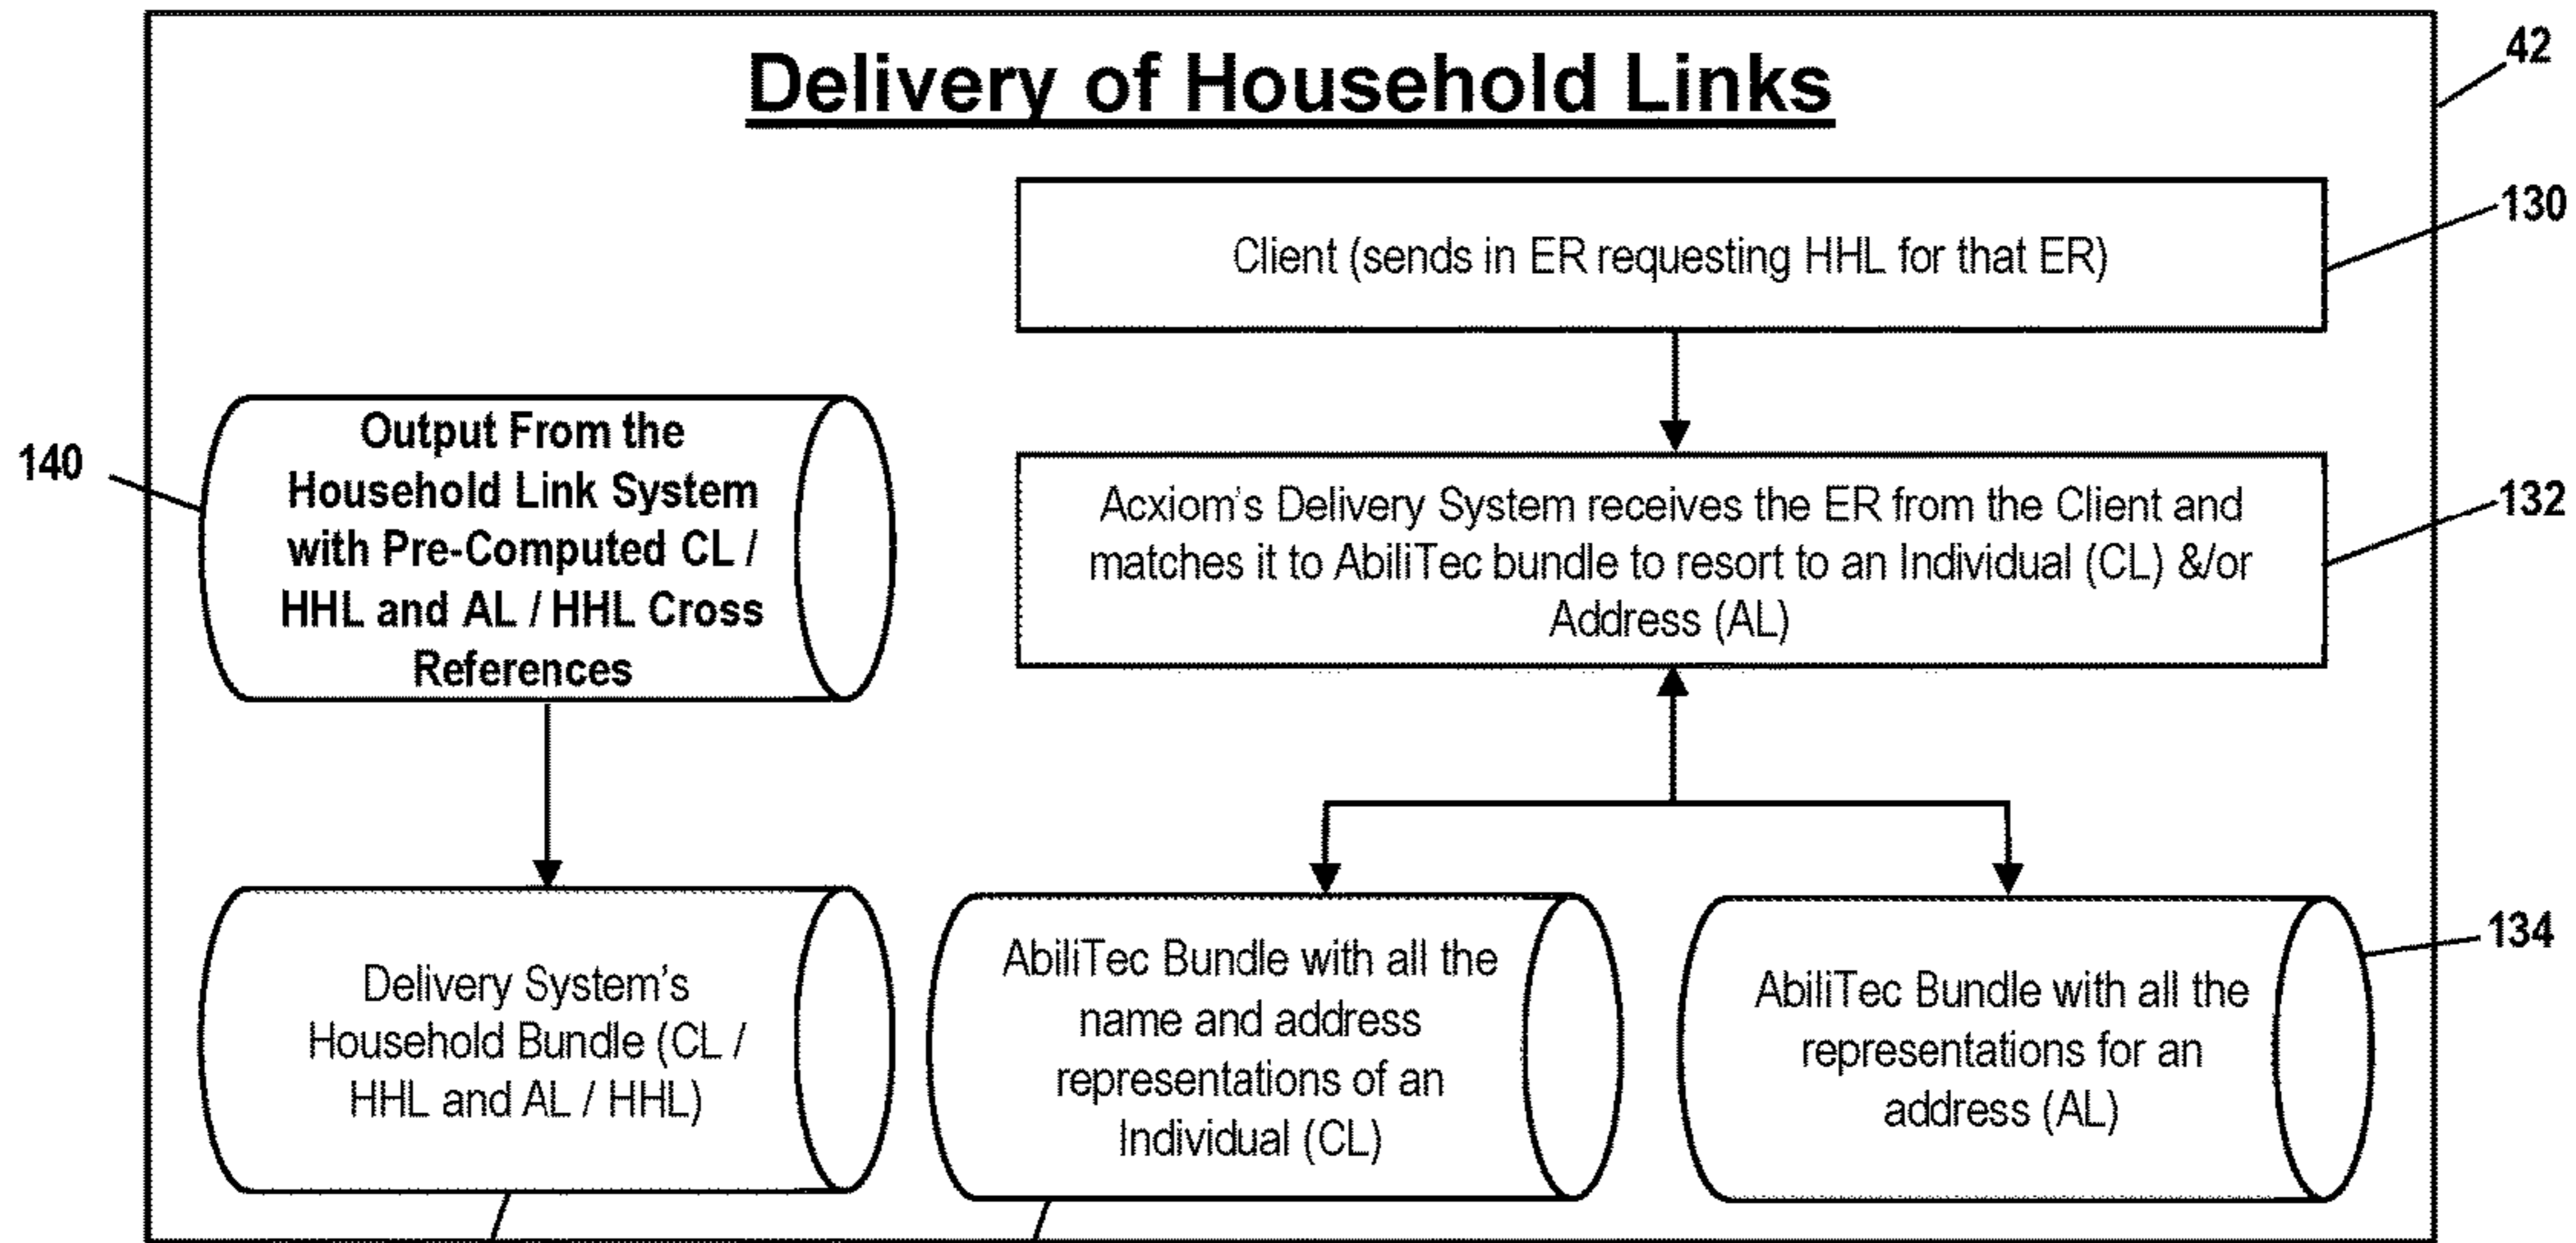 Delivery of Household Links
42
Client (sends in ER requesting HHL for that ER)
130
Output From the
Household Link System
with Pre-Computed CL /
HHL and AL / HHL Cross
References
140
Acxiom's Delivery System receives the ER from the Client and
matches it to AbiliTec bundle to resort to an Individual (CL) &/or
Address (AL)
132
Delivery System's
Household Bundle (CL /
HHL and AL / HHL)
AbiliTec Bundle with all the
name and address
representations of an
Individual (CL)
AbiliTec Bundle with all the
representations for an
address (AL)
134